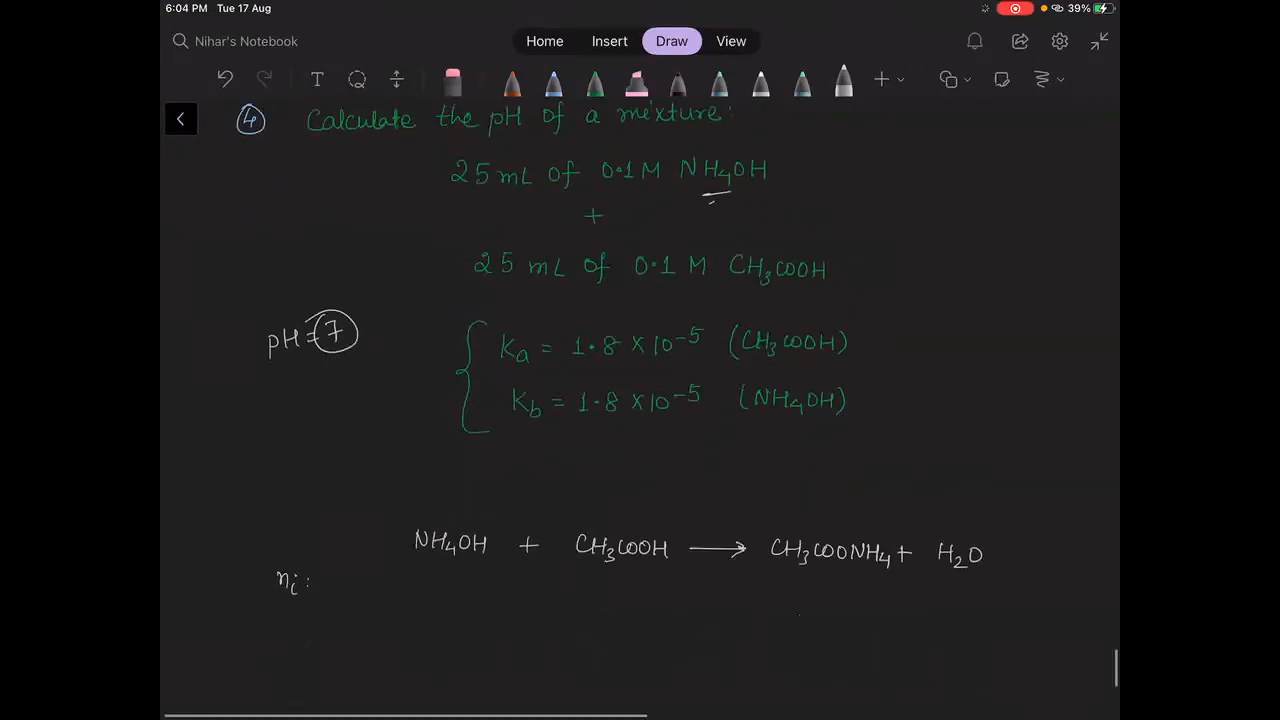 6:04 PM Tue 17 Aug
39%
Nihar's Notebook
Home Insert Draw View
④ Calculate the pH of a mixture:
25 mL of 0.1M NH₄OH
+
25 mL of 0.1 M CH₃COOH
pH = 7
Ka = 1.8 × 10⁻⁵ (CH₃COOH)
Kb = 1.8 × 10⁻⁵ (NH₄OH)
NH₄OH + CH₃COOH ⟶ CH₃COONH₄ + H₂O
nᵢ: